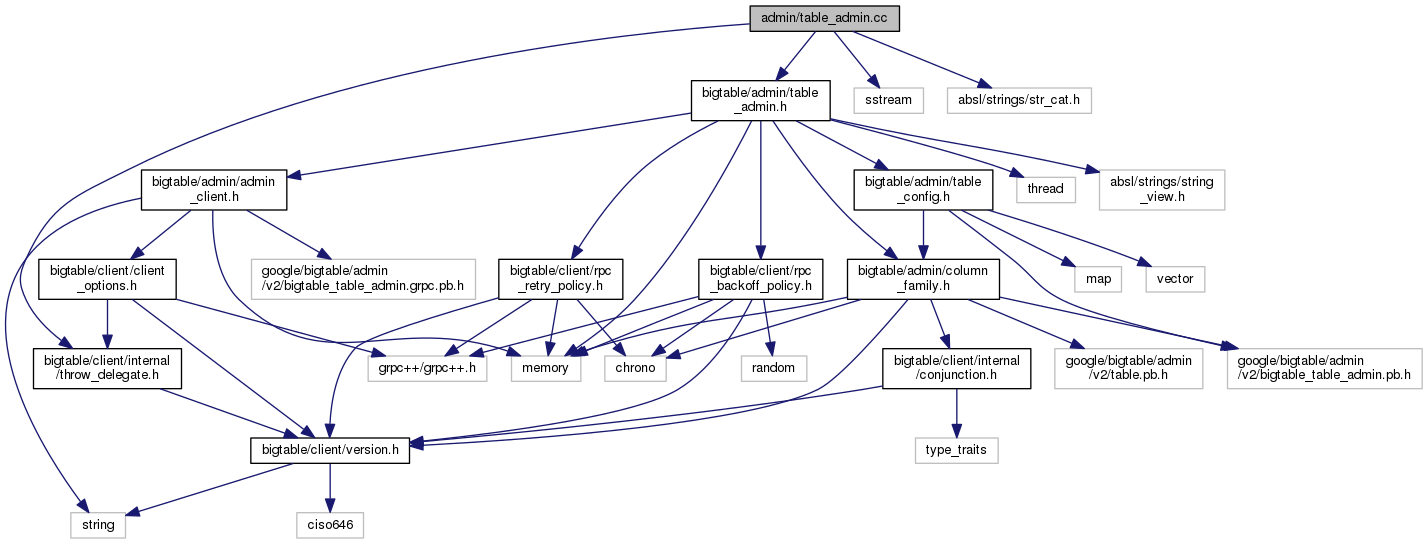 admin/table_admin.cc
bigtable/admin/table
_admin.h
sstream
absl/strings/str_cat.h
bigtable/admin/admin
_client.h
bigtable/admin/table
_config.h
thread
absl/strings/string
_view.h
bigtable/client/client
_options.h
google/bigtable/admin
/v2/bigtable_table_admin.grpc.pb.h
bigtable/client/rpc
_retry_policy.h
bigtable/client/rpc
_backoff_policy.h
bigtable/admin/column
_family.h
map
vector
bigtable/client/internal
/throw_delegate.h
grpc++/grpc++.h
memory
chrono
random
bigtable/client/internal
/conjunction.h
google/bigtable/admin
/v2/table.pb.h
google/bigtable/admin
/v2/bigtable_table_admin.pb.h
bigtable/client/version.h
type_traits
string
ciso646